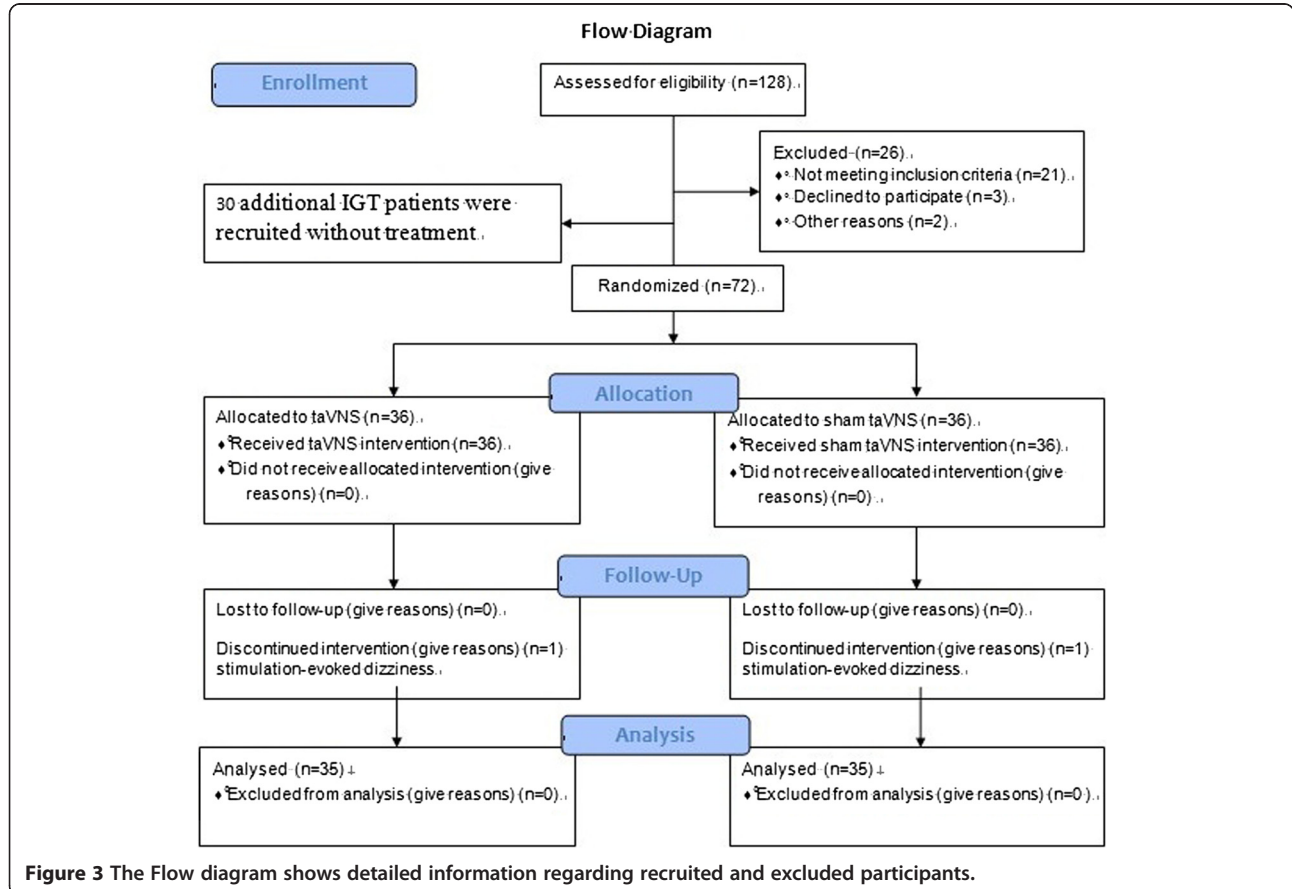 Flow Diagram
Enrollment
Assessed for eligibility (n=128).
Excluded (n=26).
♦ Not meeting inclusion criteria (n=21).
♦ Declined to participate (n=3).
♦ Other reasons (n=2).
30 additional IGT patients were
recruited without treatment.
Randomized (n=72).
Allocation
Allocated to taVNS (n=36).
♦ Received taVNS intervention (n=36).
♦ Did not receive allocated intervention (give
reasons) (n=0).
Allocated to sham taVNS (n=36).
♦ Received sham taVNS intervention (n=36).
♦ Did not receive allocated intervention (give
reasons) (n=0).
Follow-Up
Lost to follow-up (give reasons) (n=0).
Discontinued intervention (give reasons) (n=1)
stimulation-evoked dizziness.
Lost to follow-up (give reasons) (n=0).
Discontinued intervention (give reasons) (n=1)
stimulation-evoked dizziness.
Analysis
Analysed (n=35)
♦ Excluded from analysis (give reasons) (n=0).
Analysed (n=35)
♦ Excluded from analysis (give reasons) (n=0).
Figure 3 The Flow diagram shows detailed information regarding recruited and excluded participants.